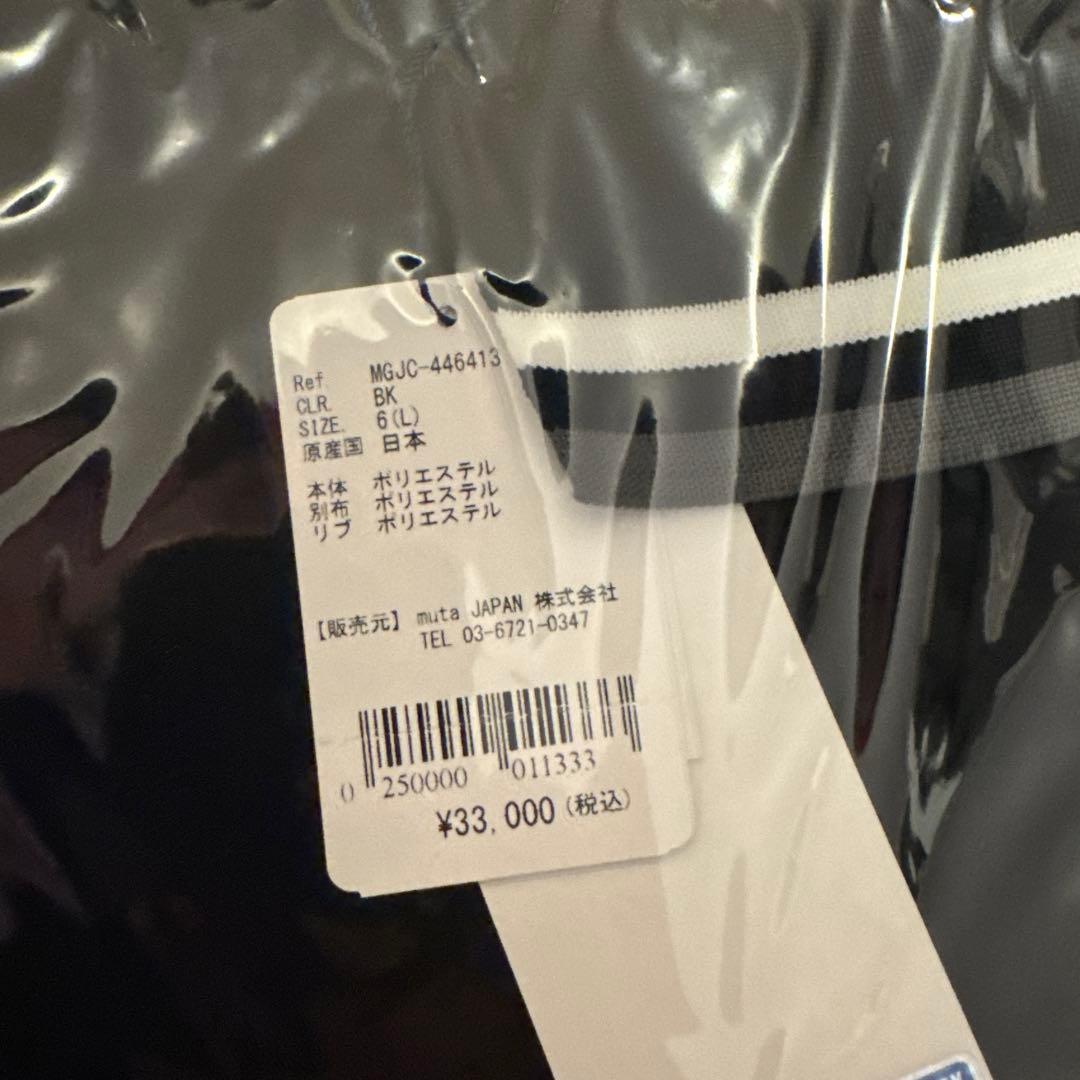 Ref. MGJC-446413
CLR. BK
SIZE. 6(L)
原産国 日本
本体 ポリエステル
別布 ポリエステル
リブ ポリエステル
【販売元】 muta JAPAN 株式会社
TEL 03-6721-0347
0 250000 011333
¥33,000(税込)